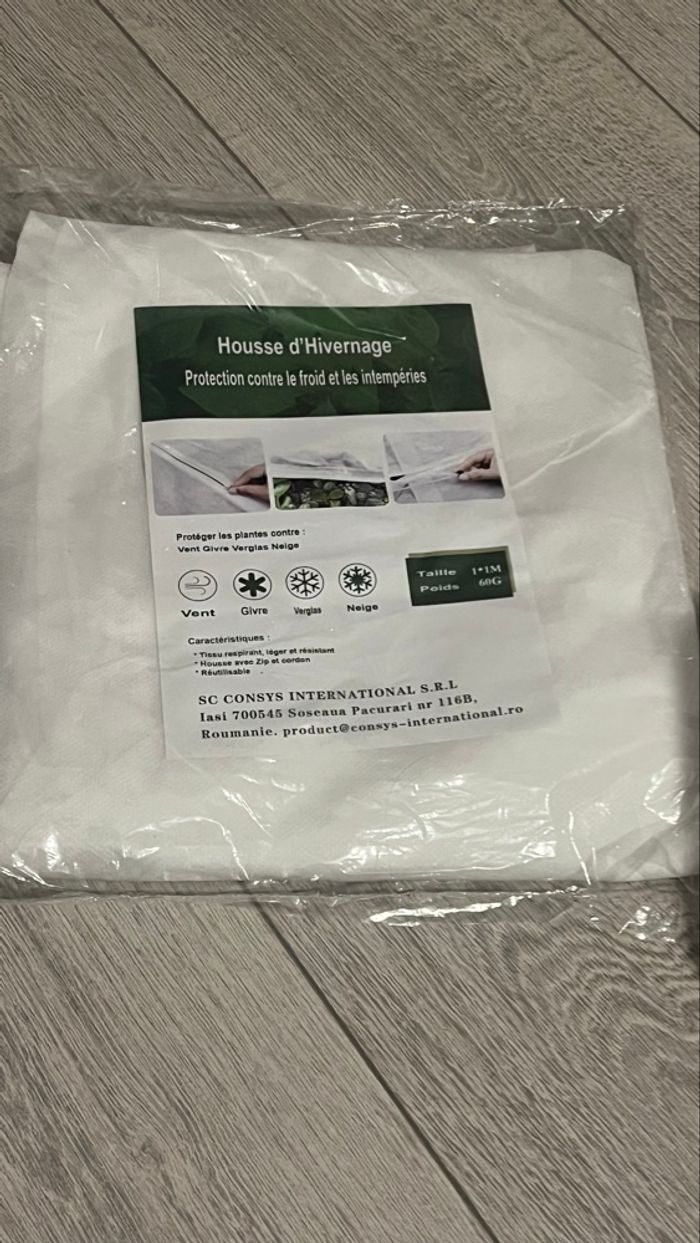 Housse d'Hivernage
Protection contre le froid et les intempéries
Protéger les plantes contre :
Vent Givre Verglas Neige
Vent Givre Verglas Neige
Taille 1*1M
Poids 60G
Caractéristiques :
* Tissu respirant, léger et résistant
* Housse avec Zip et cordon
* Réutilisable .
SC CONSYS INTERNATIONAL S.R.L
Iasi 700545 Soseaua Pacurari nr 116B,
Roumanie. product@consys-international.ro